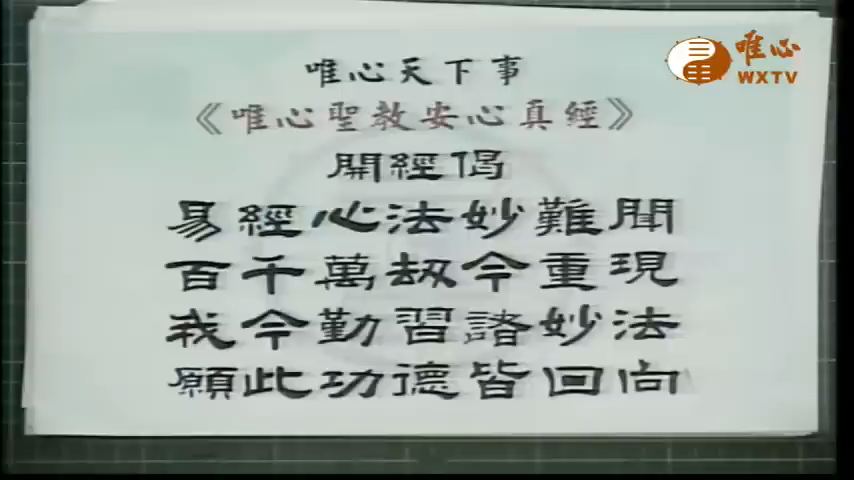 唯心天下事
《唯心聖教安心真經》
開經偈
易經心法妙難聞
百千萬劫今重現
我今勤習諸妙法
願此功德皆回向
唯心
WXTV